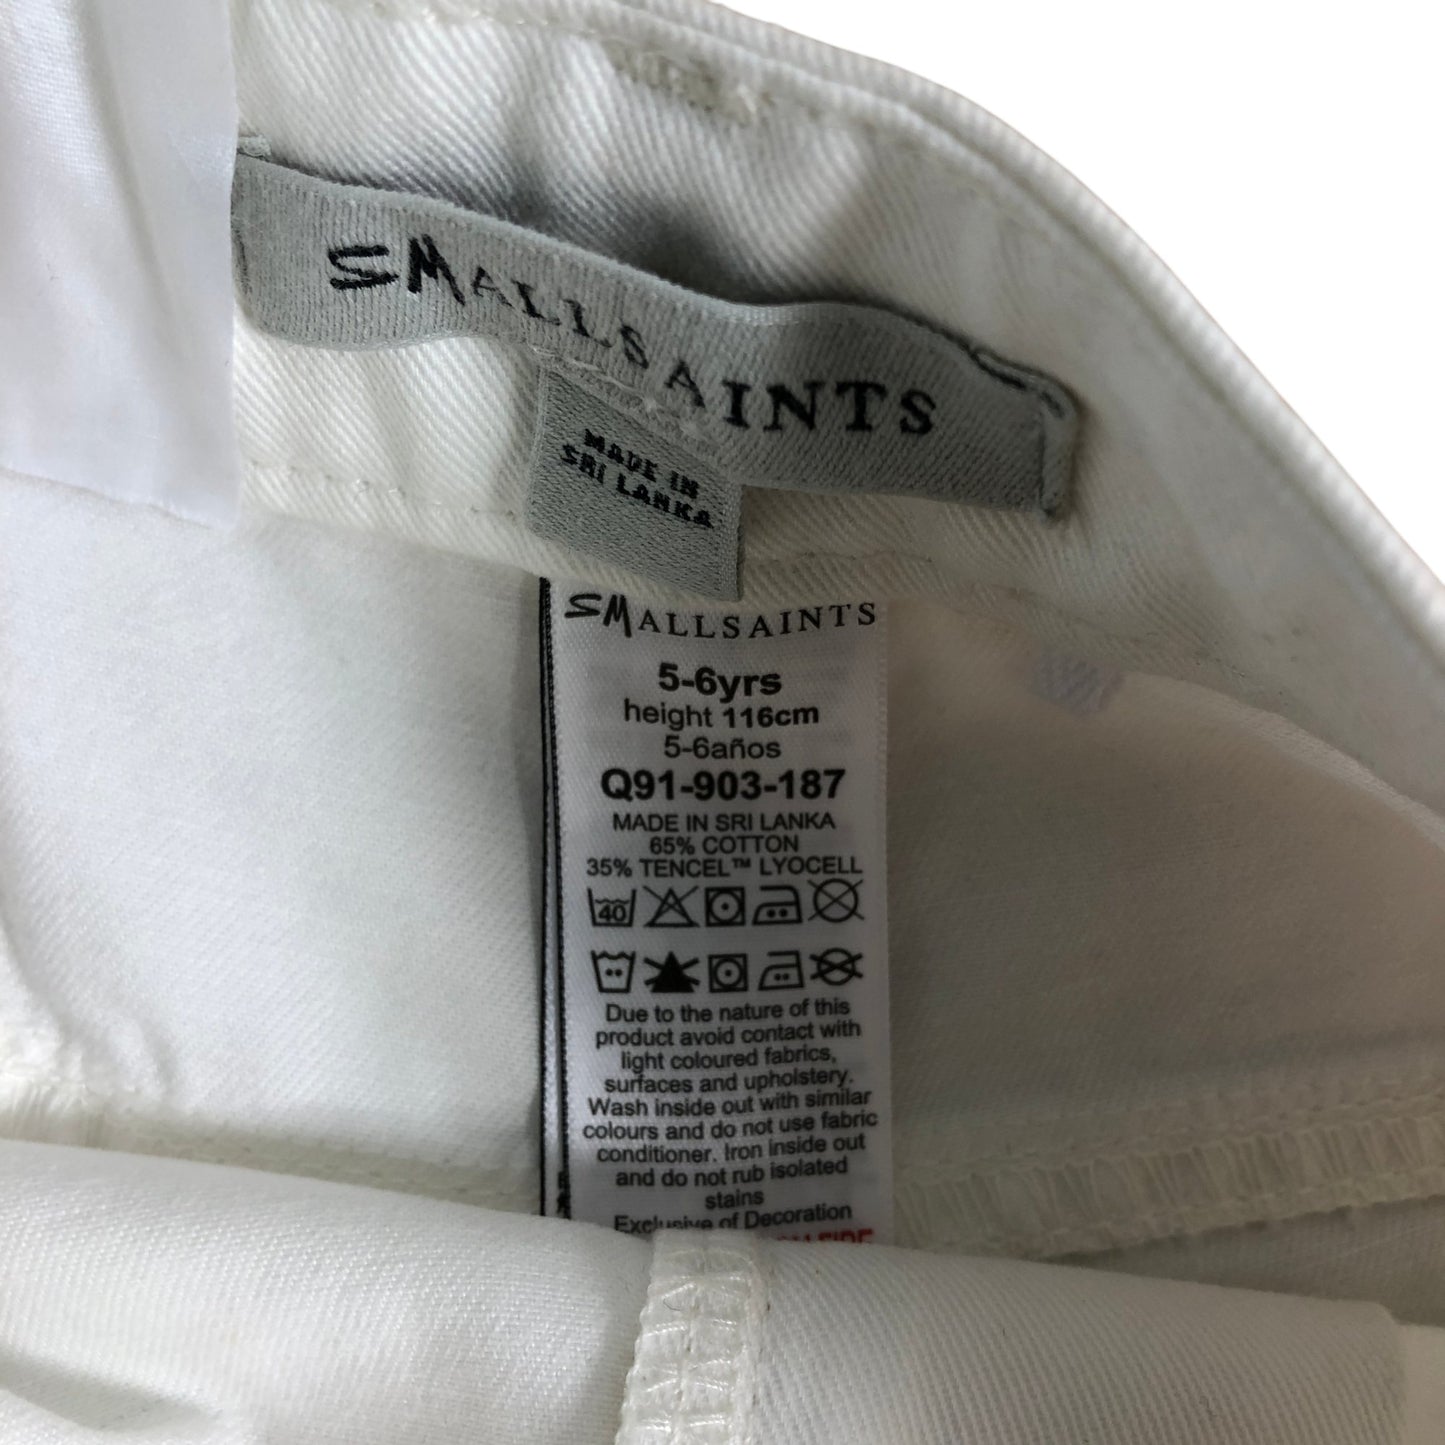 SMALLSAINTS
MADE IN
SRI LANKA
SMALLSAINTS
5-6yrs
height 116cm
5-6años
Q91-903-187
MADE IN SRI LANKA
65% COTTON
35% TENCEL™ LYOCELL
40
Due to the nature of this
product avoid contact with
light coloured fabrics,
surfaces and upholstery.
Wash inside out with similar
colours and do not use fabric
conditioner. Iron inside out
and do not rub isolated
stains
Exclusive of Decoration
FIRE